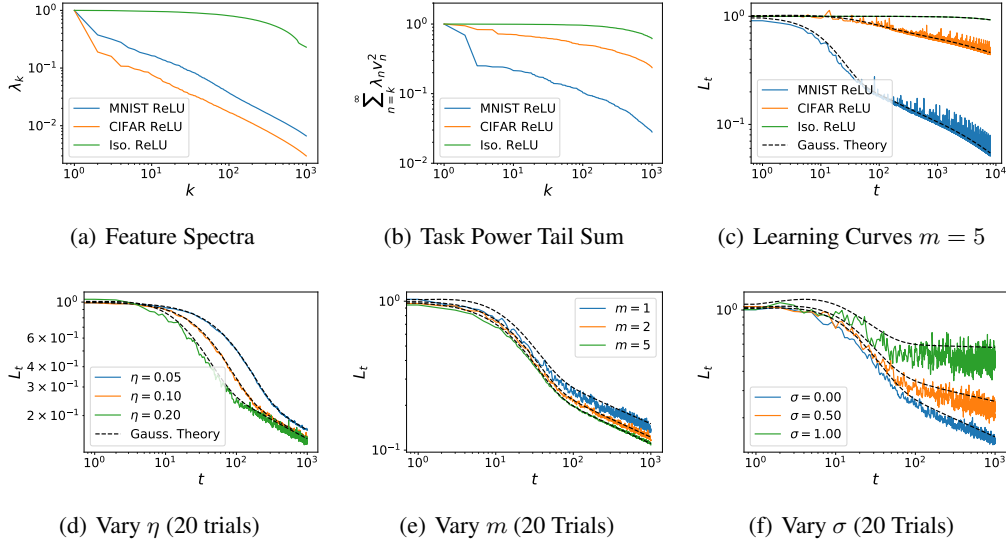 10^0
10^{-1}
10^{-2}
λ_k
MNIST ReLU
CIFAR ReLU
Iso. ReLU
10^0 10^1 10^2 10^3
k
(a) Feature Spectra
10^0
10^{-1}
10^{-2}
∑_{n=k}^{∞} λ_n v_n^2
MNIST ReLU
CIFAR ReLU
Iso. ReLU
10^0 10^1 10^2 10^3
k
(b) Task Power Tail Sum
10^0
10^{-1}
L_t
MNIST ReLU
CIFAR ReLU
Iso. ReLU
Gauss. Theory
10^0 10^1 10^2 10^3 10^4
t
(c) Learning Curves m = 5
10^0
6 × 10^{-1}
4 × 10^{-1}
3 × 10^{-1}
2 × 10^{-1}
L_t
η = 0.05
η = 0.10
η = 0.20
Gauss. Theory
10^0 10^1 10^2 10^3
t
(d) Vary η (20 trials)
10^0
10^{-1}
L_t
m = 1
m = 2
m = 5
10^0 10^1 10^2 10^3
t
(e) Vary m (20 Trials)
10^0
L_t
σ = 0.00
σ = 0.50
σ = 1.00
10^0 10^1 10^2 10^3
t
(f) Vary σ (20 Trials)